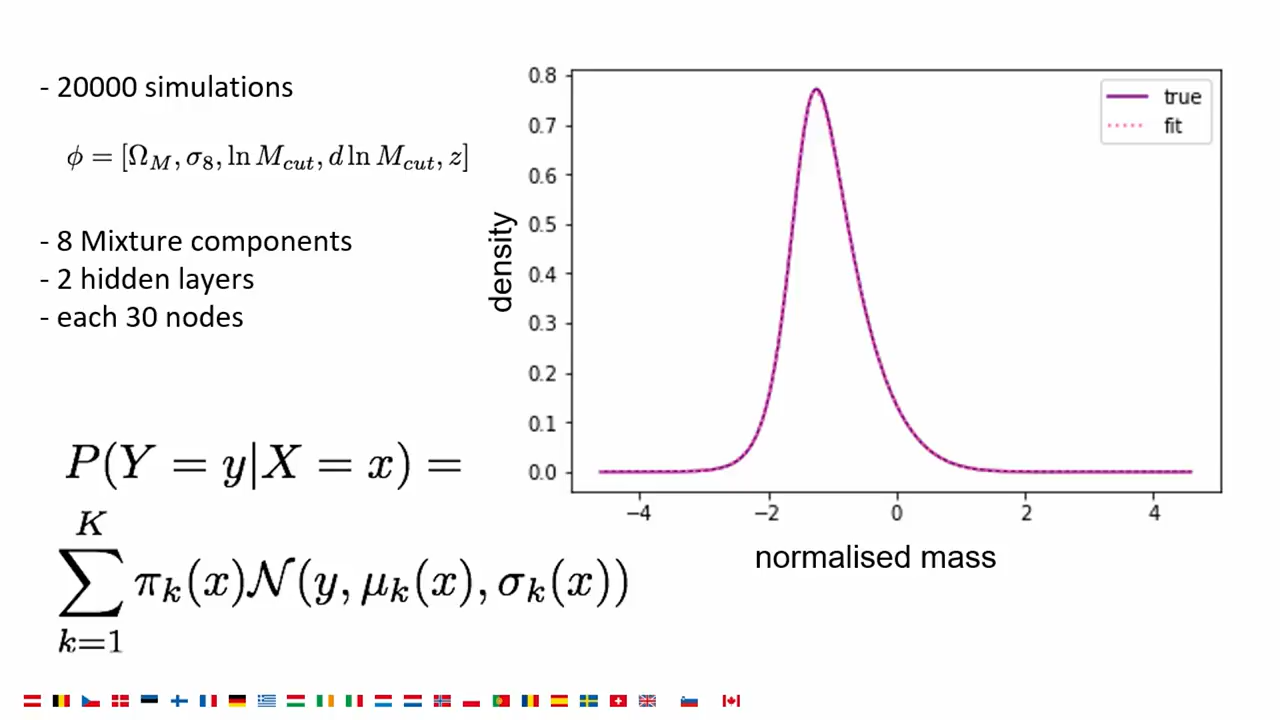 - 20000 simulations
ϕ = [Ω_M, σ_8, ln M_cut, d ln M_cut, z]
- 8 Mixture components
- 2 hidden layers
- each 30 nodes
P(Y = y|X = x) =
K
∑ π_k(x)𝒩(y, μ_k(x), σ_k(x))
k=1
true
fit
density
0.8
0.7
0.6
0.5
0.4
0.3
0.2
0.1
0.0
−4 −2 0 2 4
normalised mass